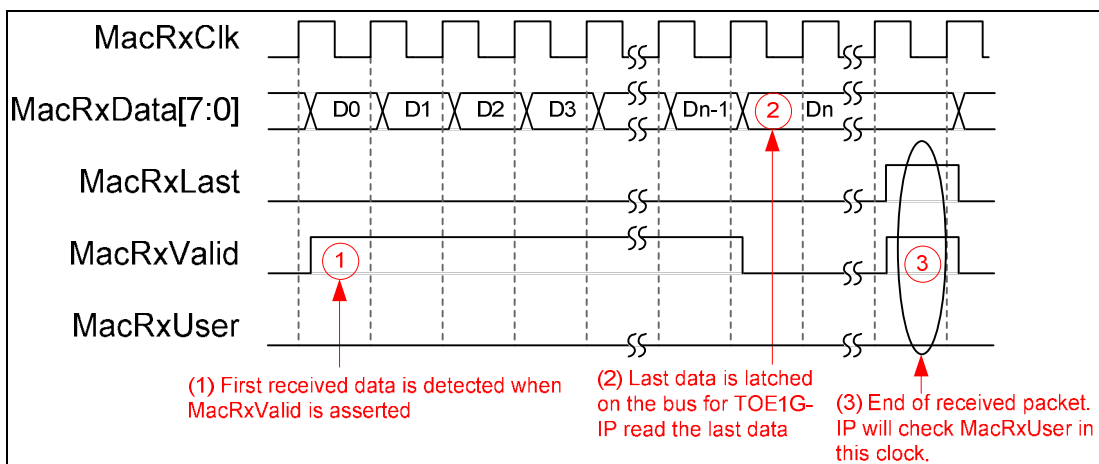 MacRxClk
MacRxData[7:0]
D0
D1
D2
D3
Dn-1
2
Dn
MacRxLast
MacRxValid
1
3
MacRxUser
(1) First received data is detected when
MacRxValid is asserted
(2) Last data is latched
on the bus for TOE1G-
IP read the last data
(3) End of received packet.
IP will check MacRxUser in
this clock.